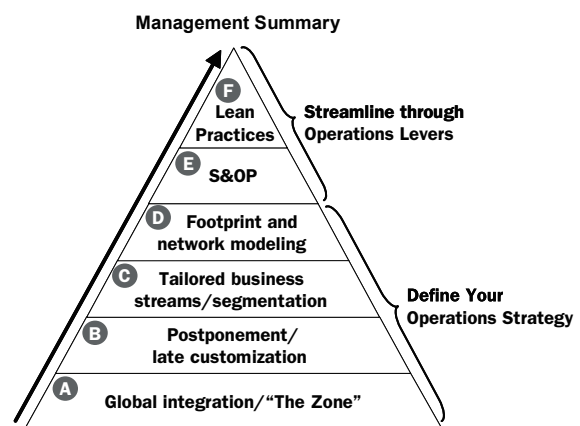 Management Summary
F
Lean
Practices
Streamline through
Operations Levers
E
S&OP
D
Footprint and
network modeling
C
Tailored business
streams/segmentation
Define Your
Operations Strategy
B
Postponement/
late customization
A
Global integration/“The Zone”